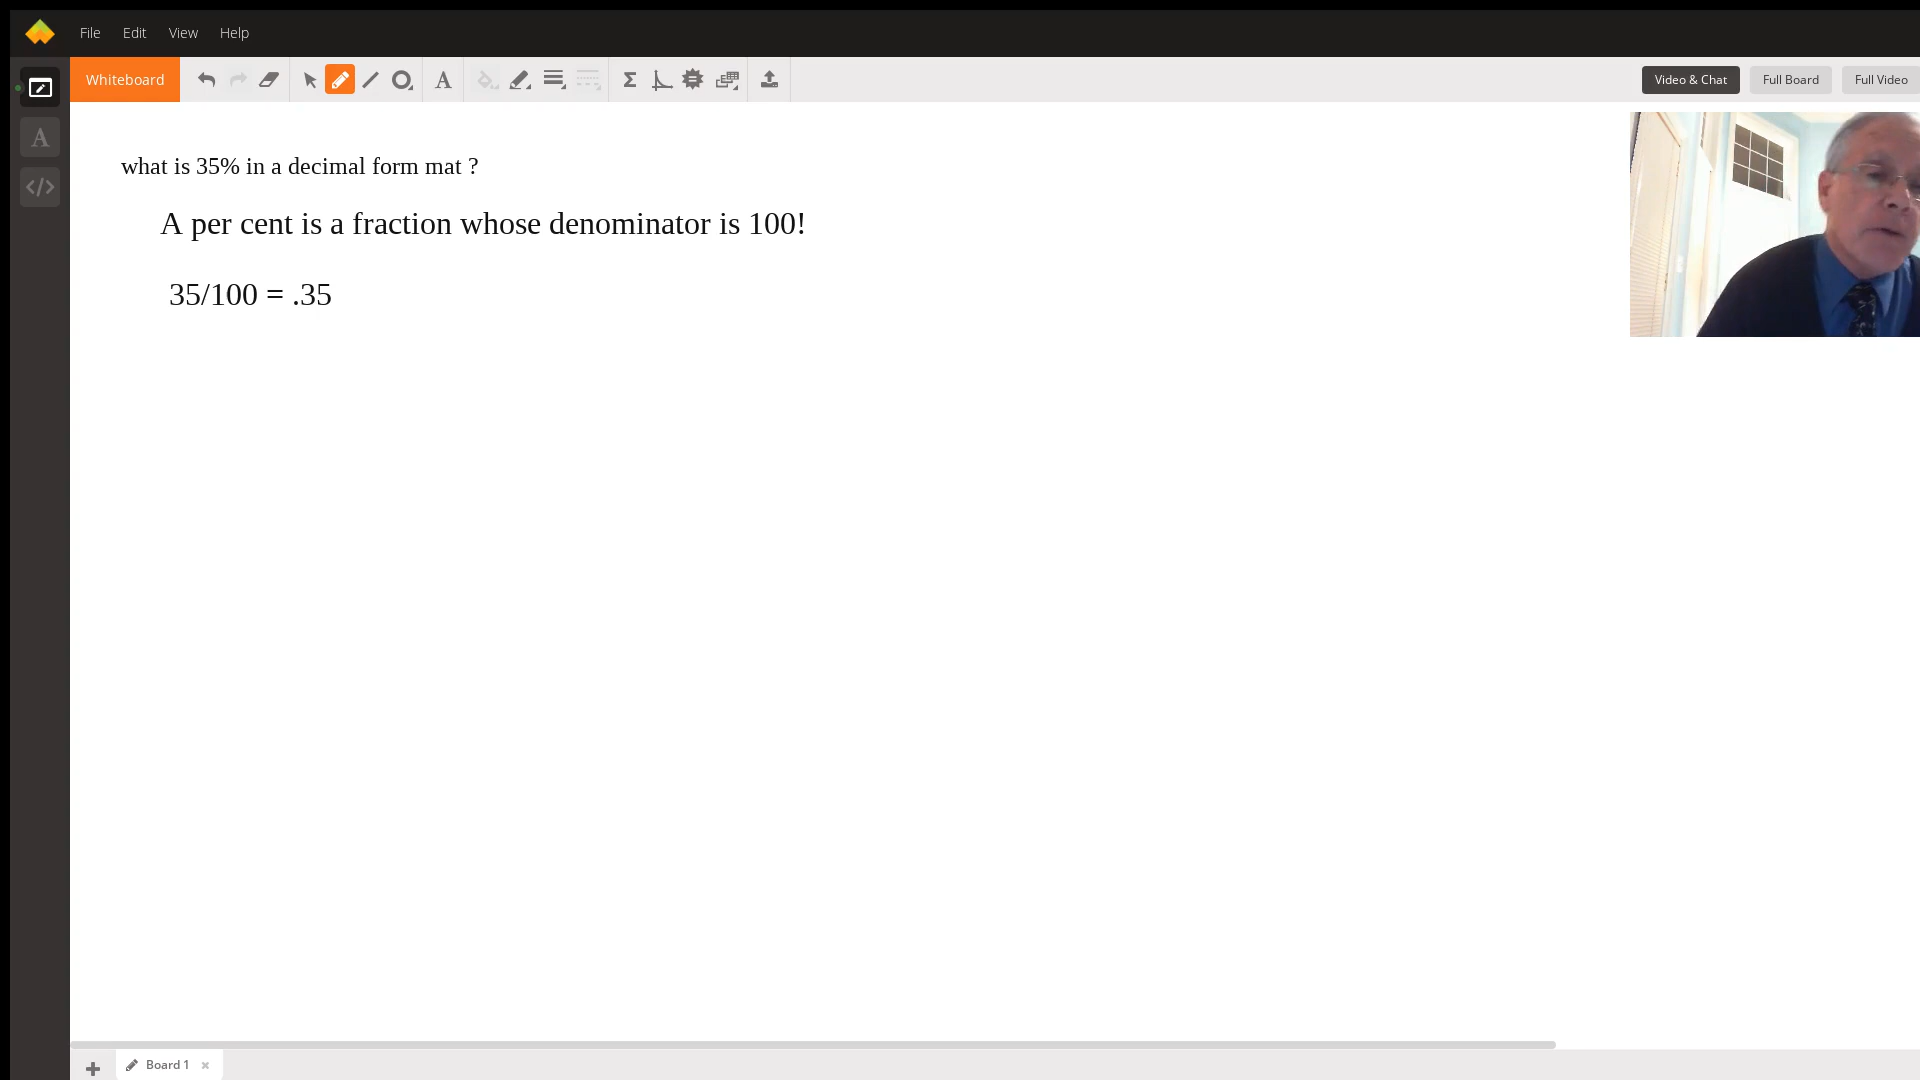 File Edit View Help
Whiteboard A Σ Video & Chat Full Board Full Video
A
</>
what is 35% in a decimal form mat ?
A per cent is a fraction whose denominator is 100!
35/100 = .35
Board 1